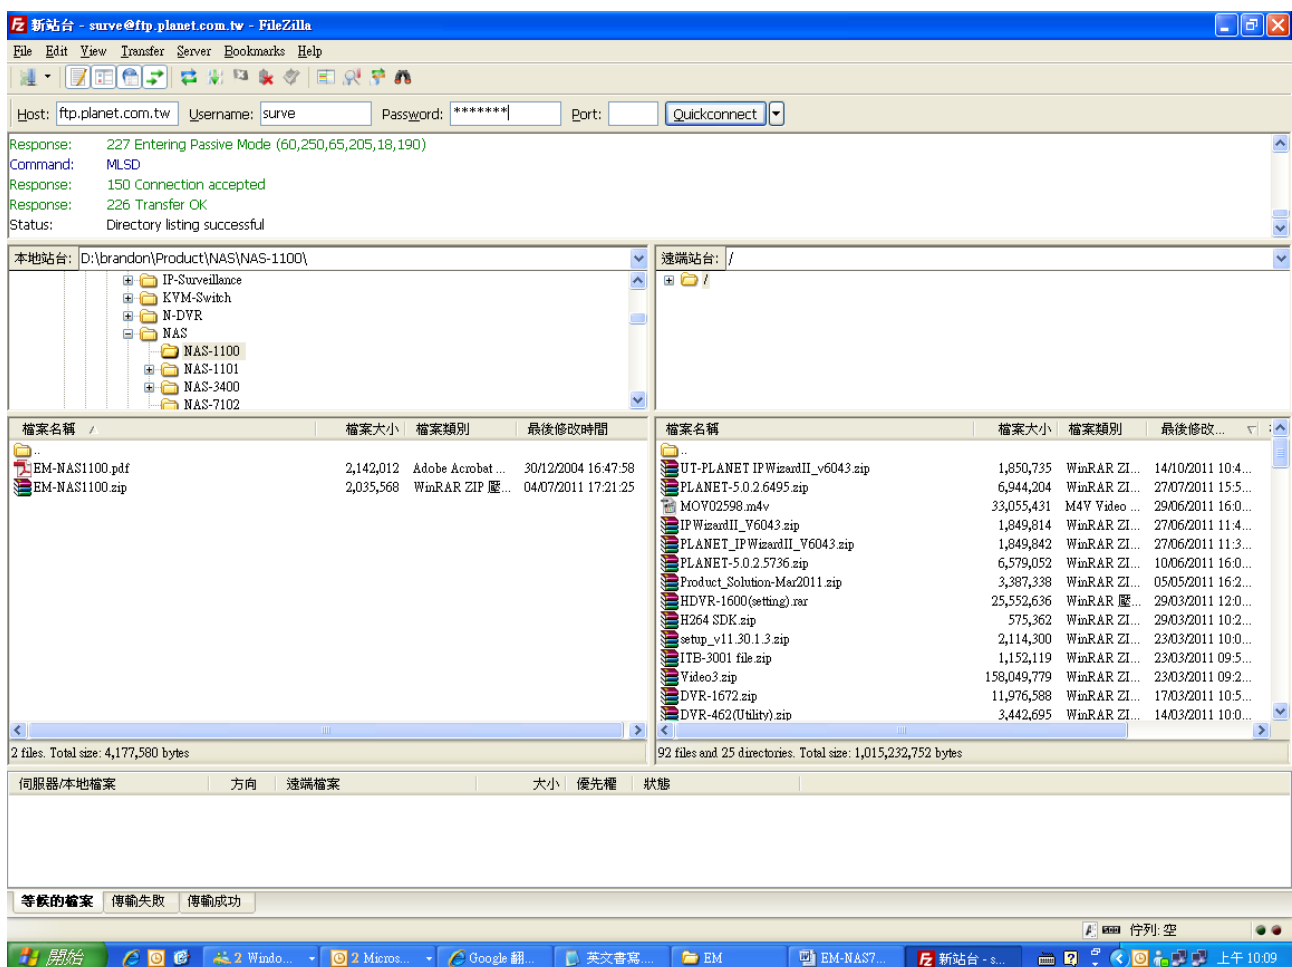 新站台 - surve@ftp.planet.com.tw - FileZilla
File Edit View Transfer Server Bookmarks Help
Host: ftp.planet.com.tw Username: surve Password: ******* Port: Quickconnect
Response: 227 Entering Passive Mode (60,250,65,205,18,190)
Command: MLSD
Response: 150 Connection accepted
Response: 226 Transfer OK
Status: Directory listing successful
本地站台: D:\brandon\Product\NAS\NAS-1100\
IP-Surveillance
KVM-Switch
N-DVR
NAS
NAS-1100
NAS-1101
NAS-3400
NAS-7102
遠端站台: /
/
檔案名稱 / 檔案大小 檔案類別 最後修改時間
..
EM-NAS1100.pdf 2,142,012 Adobe Acrobat ... 30/12/2004 16:47:58
EM-NAS1100.zip 2,035,568 WinRAR ZIP 壓... 04/07/2011 17:21:25
2 files. Total size: 4,177,580 bytes
檔案名稱 檔案大小 檔案類別 最後修改...
..
UT-PLANET IPWizardII_v6043.zip 1,850,735 WinRAR ZI... 14/10/2011 10:4...
PLANET-5.0.2.6495.zip 6,944,204 WinRAR ZI... 27/07/2011 15:5...
MOV02598.m4v 33,055,431 M4V Video ... 29/06/2011 16:0...
IPWizardII_V6043.zip 1,849,814 WinRAR ZI... 27/06/2011 11:4...
PLANET_IPWizardII_V6043.zip 1,849,842 WinRAR ZI... 27/06/2011 11:3...
PLANET-5.0.2.5736.zip 6,579,052 WinRAR ZI... 10/06/2011 16:0...
Product_Solution-Mar2011.zip 3,387,338 WinRAR ZI... 05/05/2011 16:2...
HDVR-1600(setting).rar 25,552,636 WinRAR 壓... 29/03/2011 12:0...
H264 SDK.zip 575,362 WinRAR ZI... 29/03/2011 10:2...
setup_v11.30.1.3.zip 2,114,300 WinRAR ZI... 23/03/2011 10:0...
ITB-3001 file.zip 1,152,119 WinRAR ZI... 23/03/2011 09:5...
Video3.zip 158,049,779 WinRAR ZI... 23/03/2011 09:2...
DVR-1672.zip 11,976,588 WinRAR ZI... 17/03/2011 10:5...
DVR-462(Utility).zip 3,442,695 WinRAR ZI... 14/03/2011 10:0...
92 files and 25 directories. Total size: 1,015,232,752 bytes
伺服器/本地檔案 方向 遠端檔案 大小 優先權 狀態
等候的檔案 傳輸失敗 傳輸成功
佇列: 空
開始 2 Windo... 2 Micros... Google 翻... 英文書寫.... EM EM-NAS7... 新站台 - s... 上午 10:09